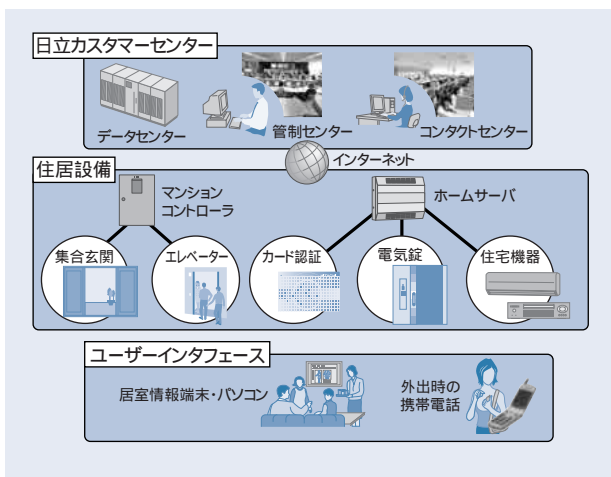 日立カスタマーセンター
データセンター
管制センター
コンタクトセンター
インターネット
住居設備
マンション
コントローラ
ホームサーバ
集合玄関
エレベーター
カード認証
電気錠
住宅機器
ユーザーインタフェース
居室情報端末・パソコン
外出時の
携帯電話